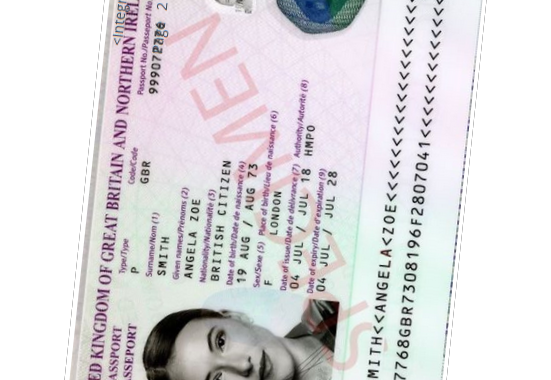 <Integr
ED KINGDOM OF GREAT BRITAIN AND NORTHERN IREL
ASSPORT
ASSEPORT
Type/Type
P
Code/Code
GBR
Passport No./Passeport No
Surname/Nom (1)
SMITH
Given names/Prénoms (2)
ANGELA ZOE
Nationality/Nationalité (3)
BRITISH CITIZEN
Date of birth/Date de naissance (4)
19 AUG / AUG 73
Sex/Sexe (5)
F
Place of birth/Lieu de naissance (6)
LONDON
Date of issue/Date de délivrance (7)
04 JUL / JUL 18
Authority/Autorité (8)
HMPO
Date of expiry/Date d'expiration (9)
04 JUL / JUL 28
SPECIMEN
MITH<<ANGELA<ZOE<<<<<<<<<<<<<<<<<
7768GBR7308196F2807041<<<<<<<<<